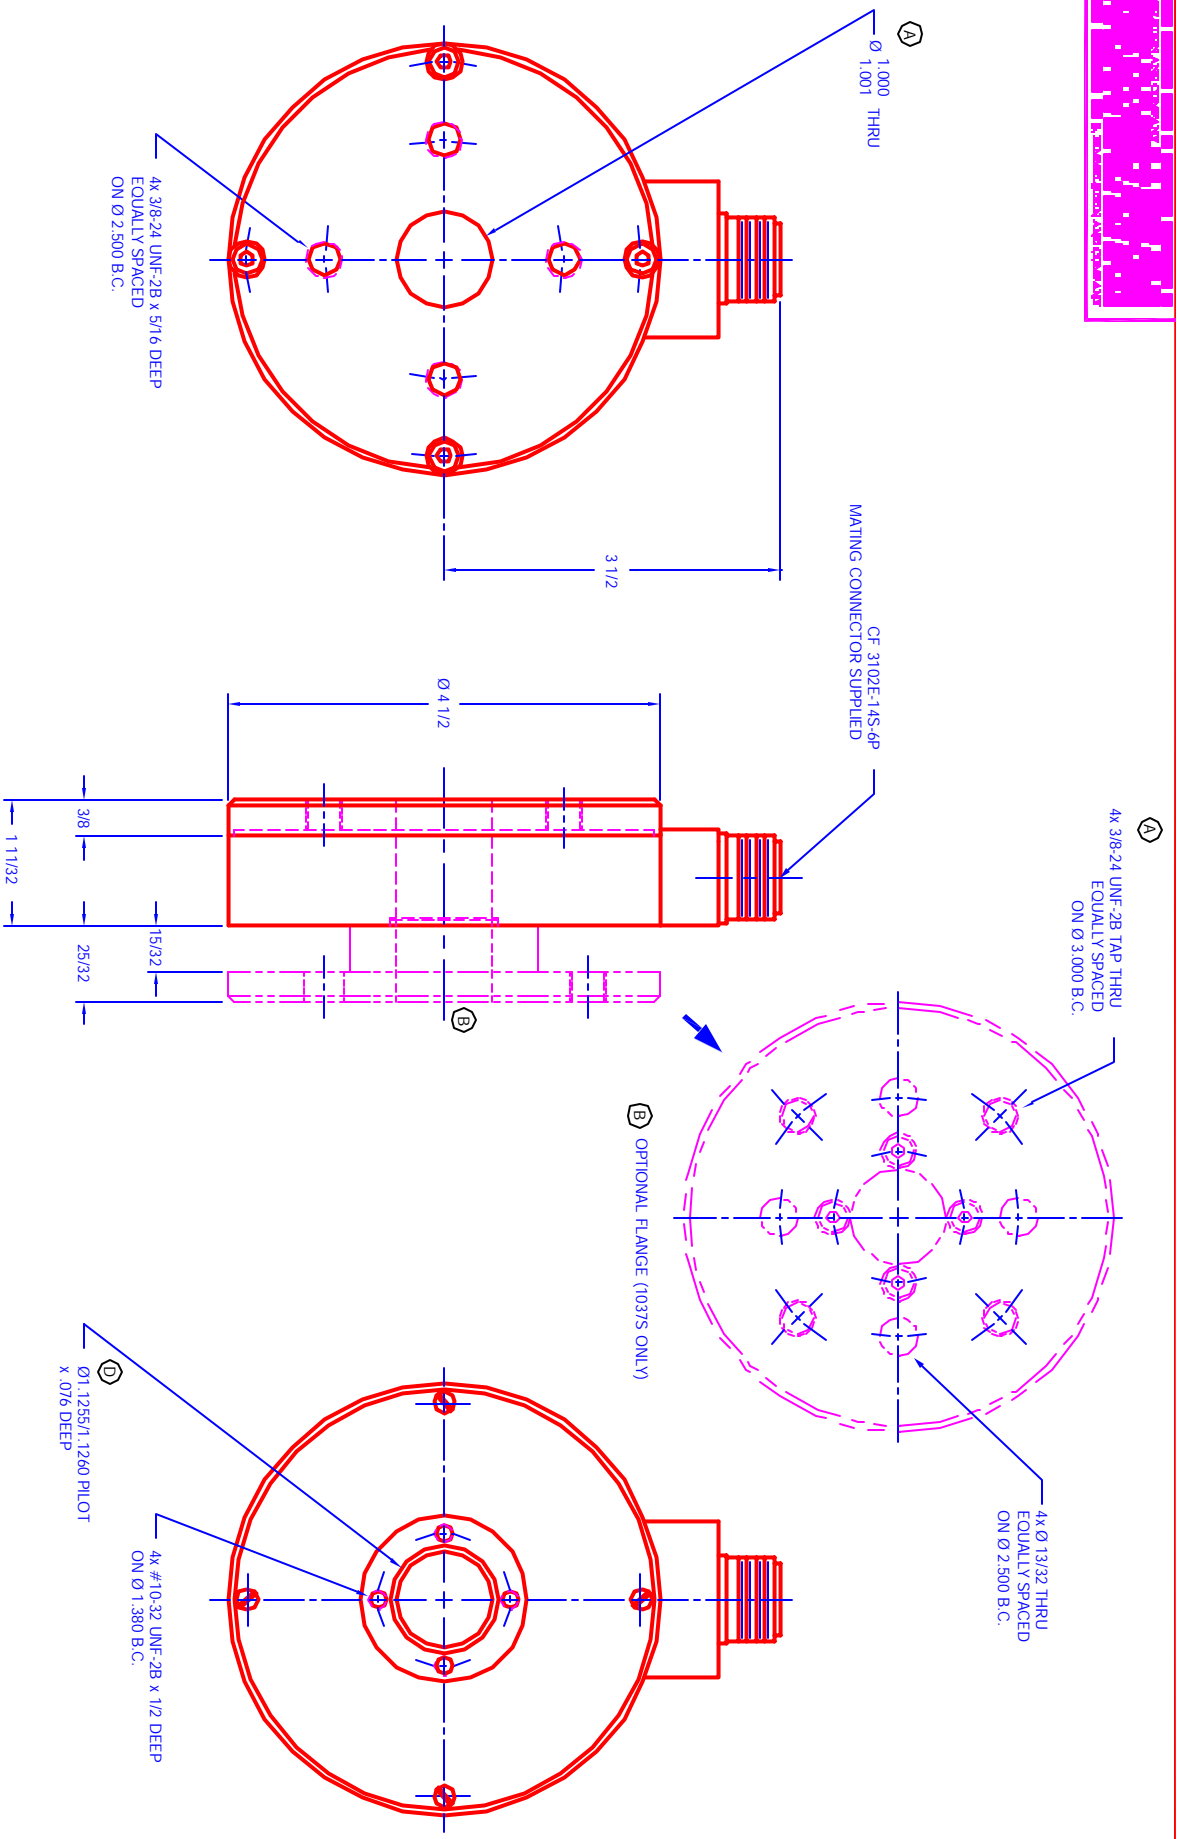 A
Ø 1.000 THRU
1.001
4x 3/8-24 UNF-2B x 5/16 DEEP
EQUALLY SPACED
ON Ø 2.500 B.C.
3 1/2
CF 3102E-14S-6P
MATING CONNECTOR SUPPLIED
Ø 4 1/2
3/8
1 11/32
15/32
25/32
B
A
4x 3/8-24 UNF-2B TAP THRU
EQUALLY SPACED
ON Ø 3.000 B.C.
B OPTIONAL FLANGE (1037S ONLY)
4x Ø 13/32 THRU
EQUALLY SPACED
ON Ø 2.500 B.C.
D
Ø1.1255/1.1260 PILOT
x .076 DEEP
4x #10-32 UNF-2B x 1/2 DEEP
ON Ø 1.380 B.C.